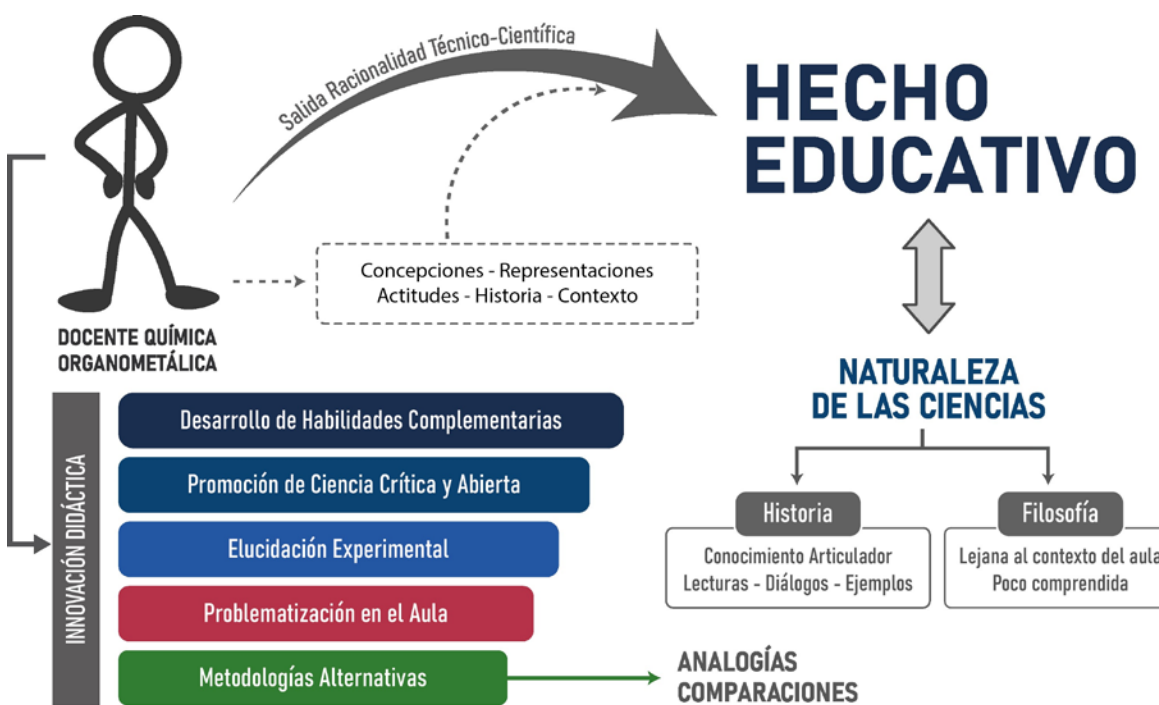 Salida Racionalidad Técnico-Científica
HECHO
EDUCATIVO
Concepciones - Representaciones
Actitudes - Historia - Contexto
DOCENTE QUÍMICA
ORGANOMETÁLICA
INNOVACIÓN DIDÁCTICA
Desarrollo de Habilidades Complementarias
Promoción de Ciencia Crítica y Abierta
Elucidación Experimental
Problematización en el Aula
Metodologías Alternativas
ANALOGÍAS
COMPARACIONES
NATURALEZA
DE LAS CIENCIAS
Historia
Conocimiento Articulador
Lecturas - Diálogos - Ejemplos
Filosofía
Lejana al contexto del aula
Poco comprendida